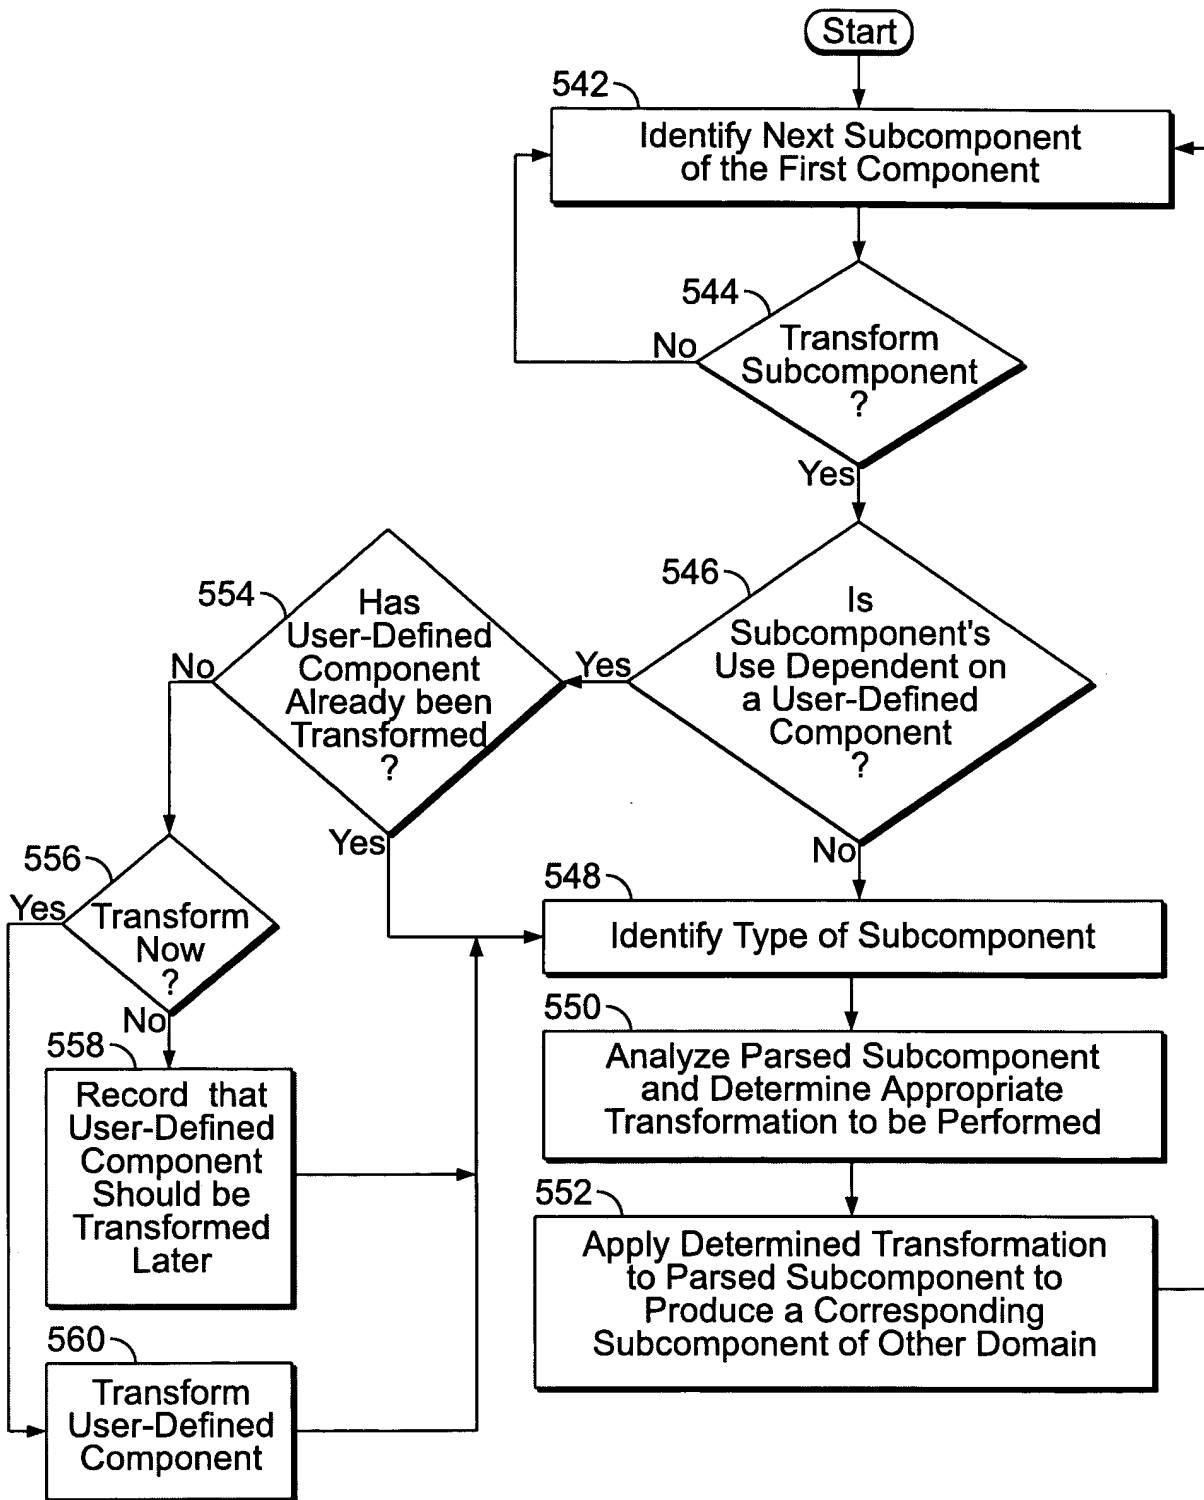 Start
542
Identify Next Subcomponent
of the First Component
544
No
Transform
Subcomponent
?
Yes
546
Is
Subcomponent's
Use Dependent on
a User-Defined
Component
?
Yes
No
554
Has
User-Defined
Component
Already been
Transformed
?
No
Yes
556
Yes
Transform
Now
?
No
548
Identify Type of Subcomponent
550
Analyze Parsed Subcomponent
and Determine Appropriate
Transformation to be Performed
558
Record that
User-Defined
Component
Should be
Transformed
Later
552
Apply Determined Transformation
to Parsed Subcomponent to
Produce a Corresponding
Subcomponent of Other Domain
560
Transform
User-Defined
Component